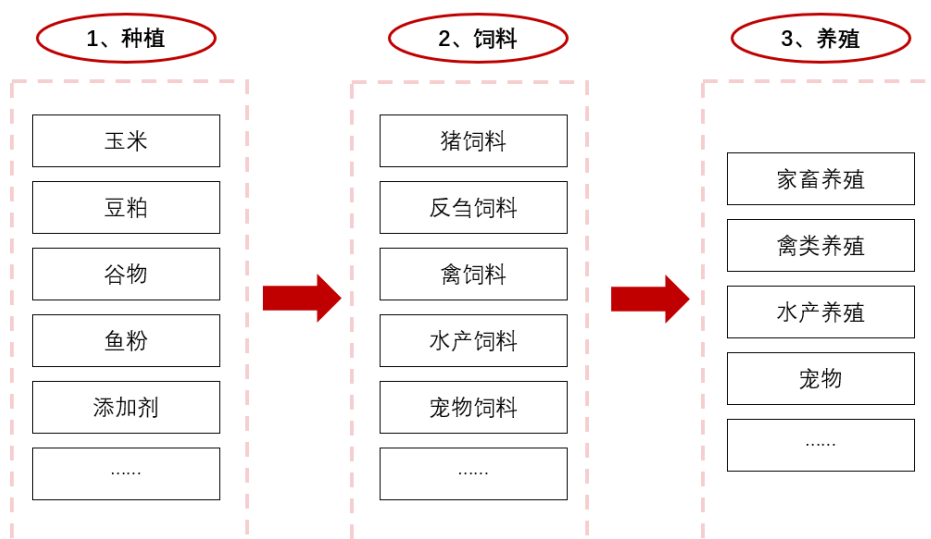 1、种植
玉米
豆粕
谷物
鱼粉
添加剂
……
2、饲料
猪饲料
反刍饲料
禽饲料
水产饲料
宠物饲料
……
3、养殖
家畜养殖
禽类养殖
水产养殖
宠物
……